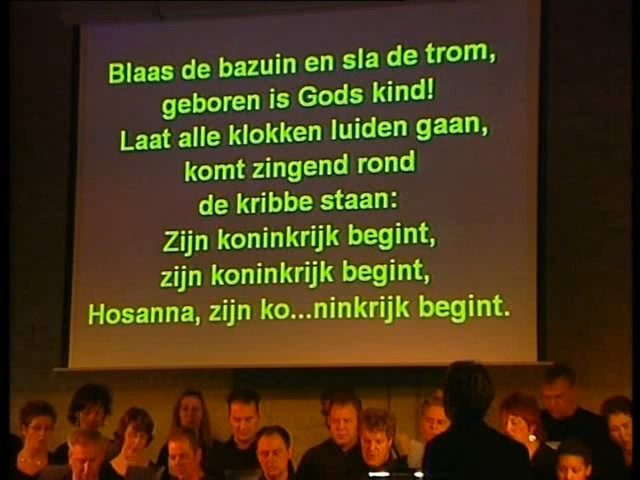 Blaas de bazuin en sla de trom,
geboren is Gods kind!
Laat alle klokken luiden gaan,
komt zingend rond
de kribbe staan:
Zijn koninkrijk begint,
zijn koninkrijk begint,
Hosanna, zijn ko...ninkrijk begint.